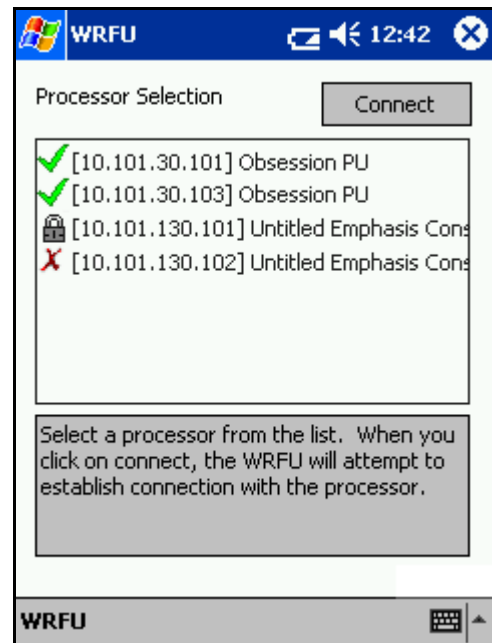 WRFU 12:42
Processor Selection
Connect
[10.101.30.101] Obsession PU
[10.101.30.103] Obsession PU
[10.101.130.101] Untitled Emphasis Cons
[10.101.130.102] Untitled Emphasis Cons
Select a processor from the list. When you
click on connect, the WRFU will attempt to
establish connection with the processor.
WRFU